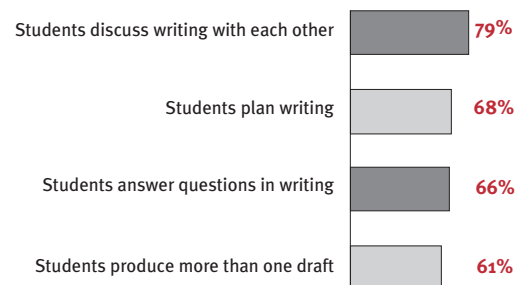 Students discuss writing with each other 79%
Students plan writing 68%
Students answer questions in writing 66%
Students produce more than one draft 61%